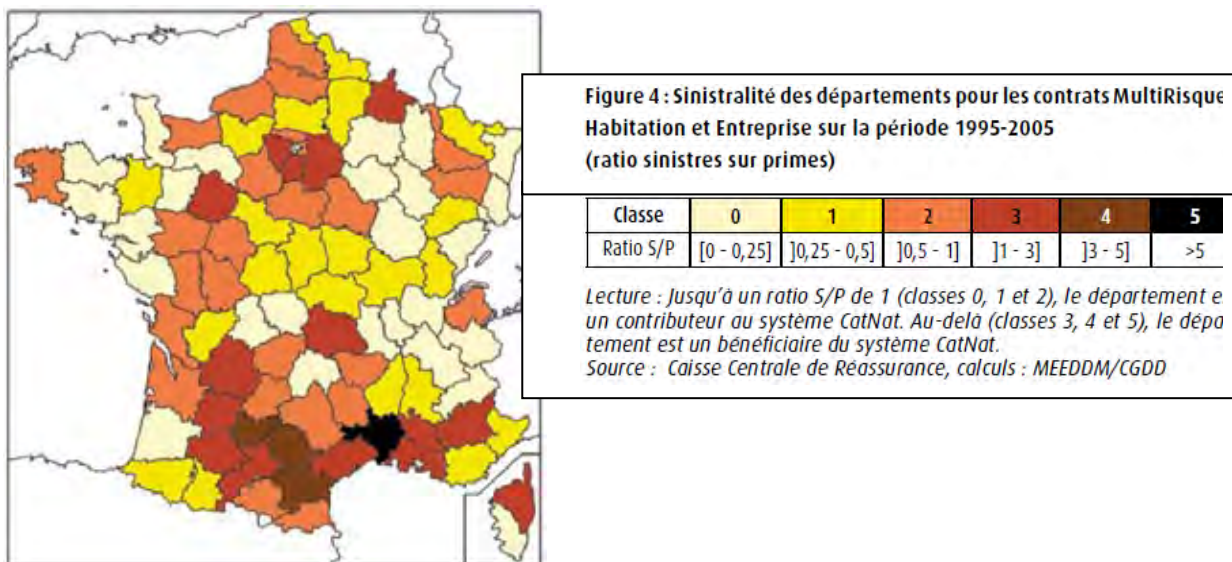 Figure 4 : Sinistralité des départements pour les contrats MultiRisque
Habitation et Entreprise sur la période 1995-2005
(ratio sinistres sur primes)
Classe 0 1 2 3 4 5
Ratio S/P [0 - 0,25] ]0,25 - 0,5] ]0,5 - 1] ]1 - 3] ]3 - 5] >5
Lecture : Jusqu'à un ratio S/P de 1 (classes 0, 1 et 2), le département e
un contributeur au système CatNat. Au-delà (classes 3, 4 et 5), le dépa
tement est un bénéficiaire du système CatNat.
Source : Caisse Centrale de Réassurance, calculs : MEEDDM/CGDD